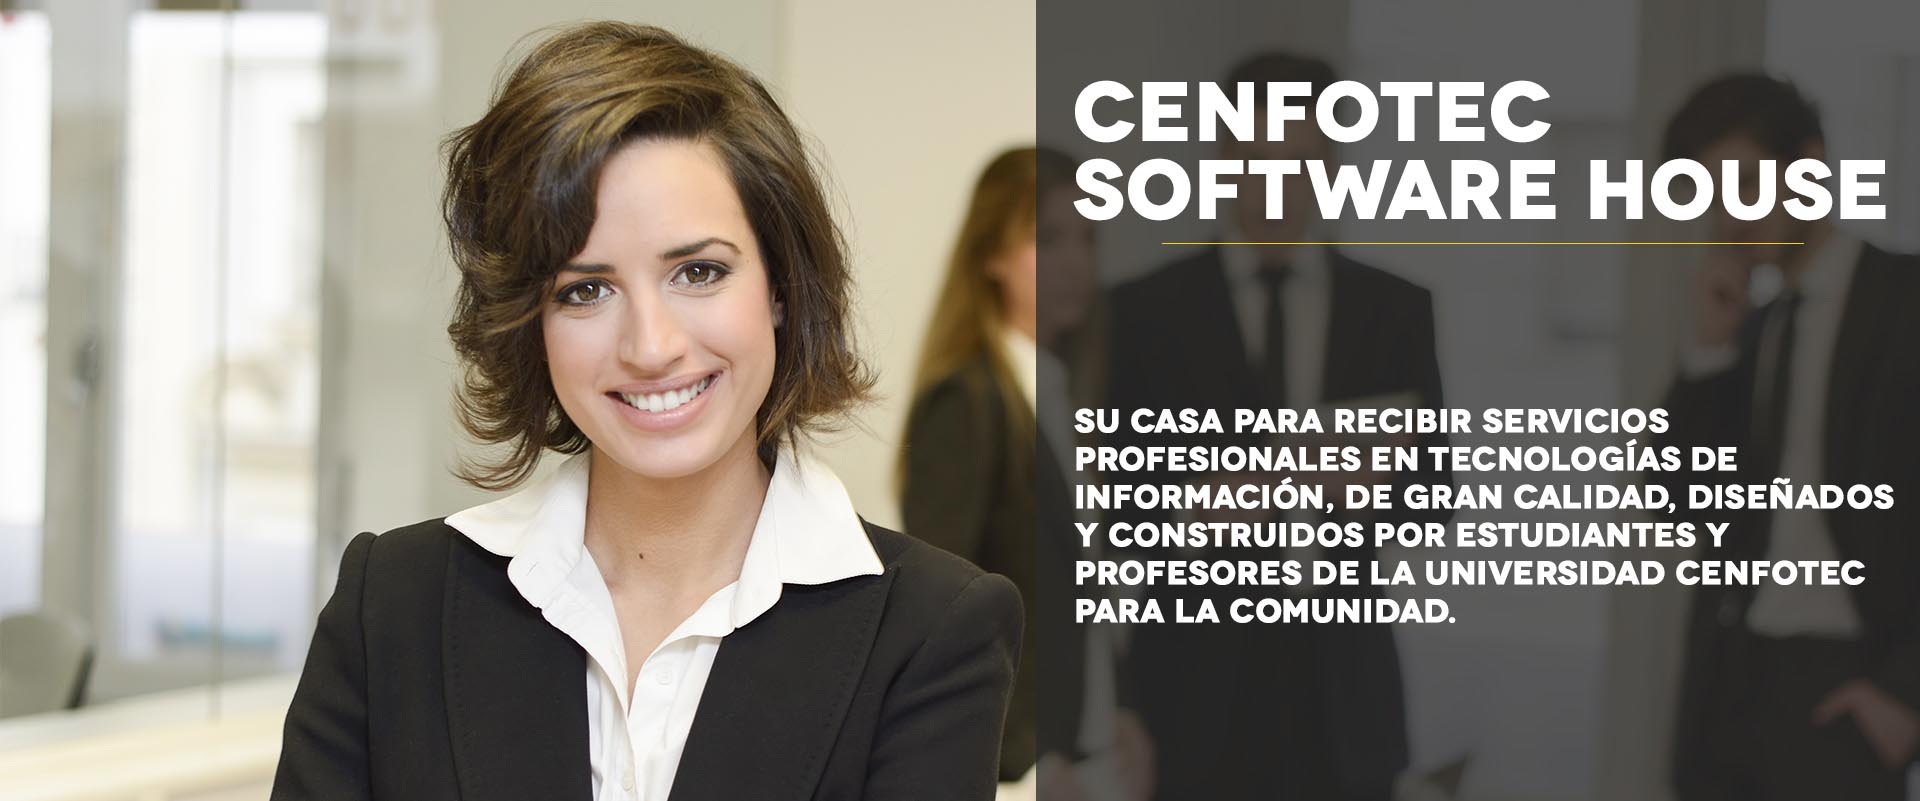 CENFOTEC
SOFTWARE HOUSE
SU CASA PARA RECIBIR SERVICIOS
PROFESIONALES EN TECNOLOGÍAS DE
INFORMACIÓN, DE GRAN CALIDAD, DISEÑADOS
Y CONSTRUIDOS POR ESTUDIANTES Y
PROFESORES DE LA UNIVERSIDAD CENFOTEC
PARA LA COMUNIDAD.